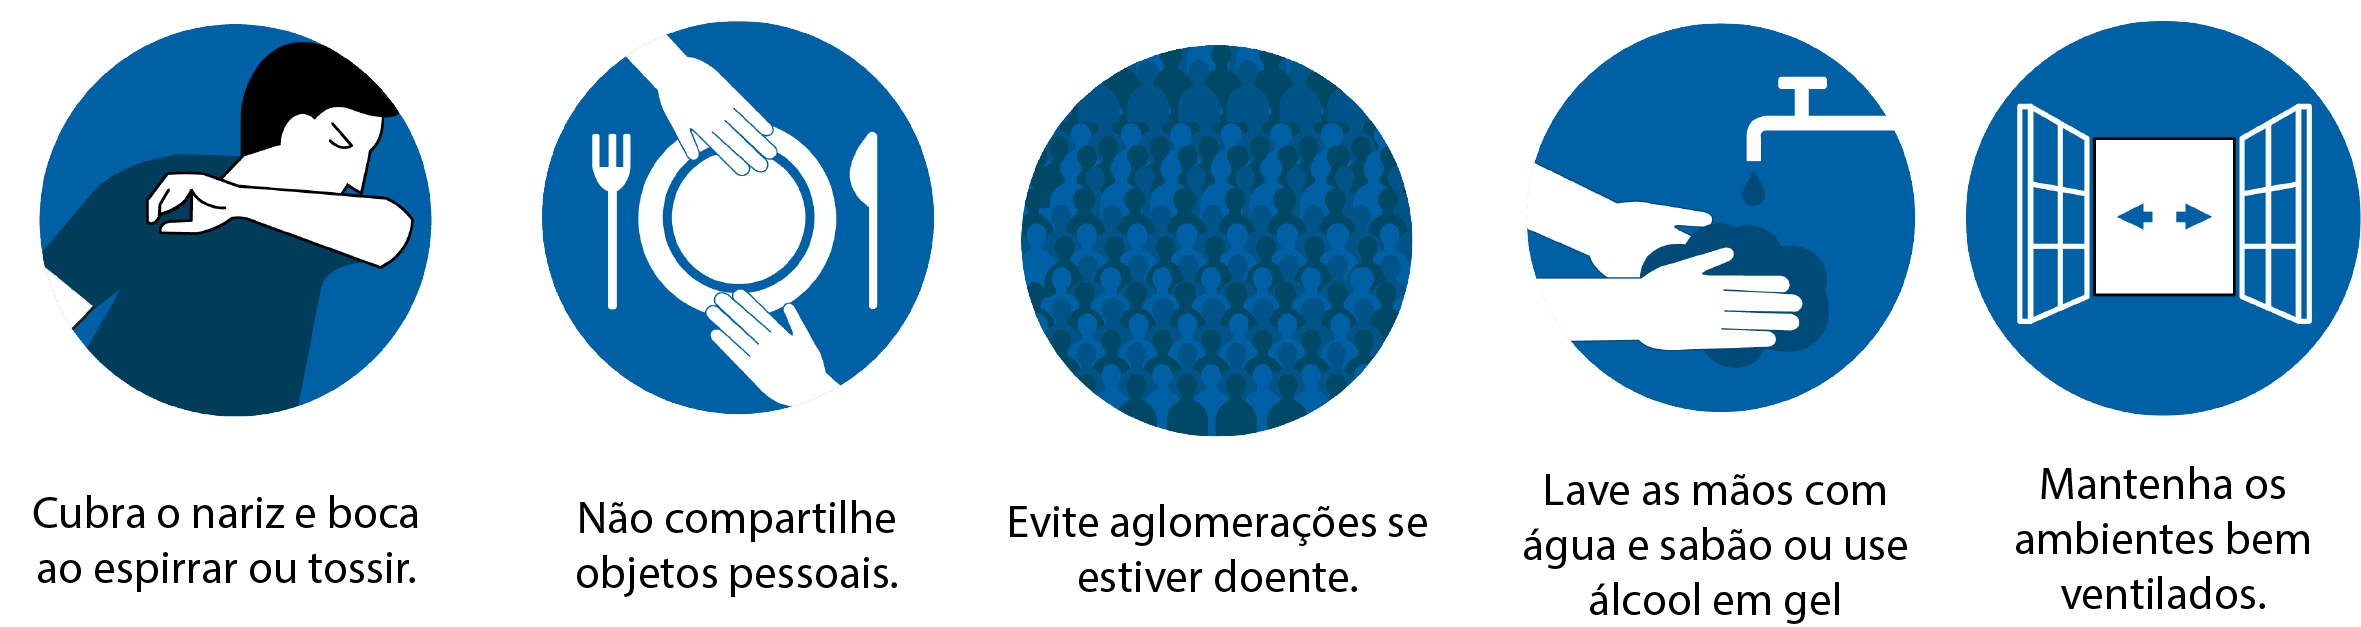 Cubra o nariz e boca
ao espirrar ou tossir.
Não compartilhe
objetos pessoais.
Evite aglomerações se
estiver doente.
Lave as mãos com
água e sabão ou use
álcool em gel
Mantenha os
ambientes bem
ventilados.